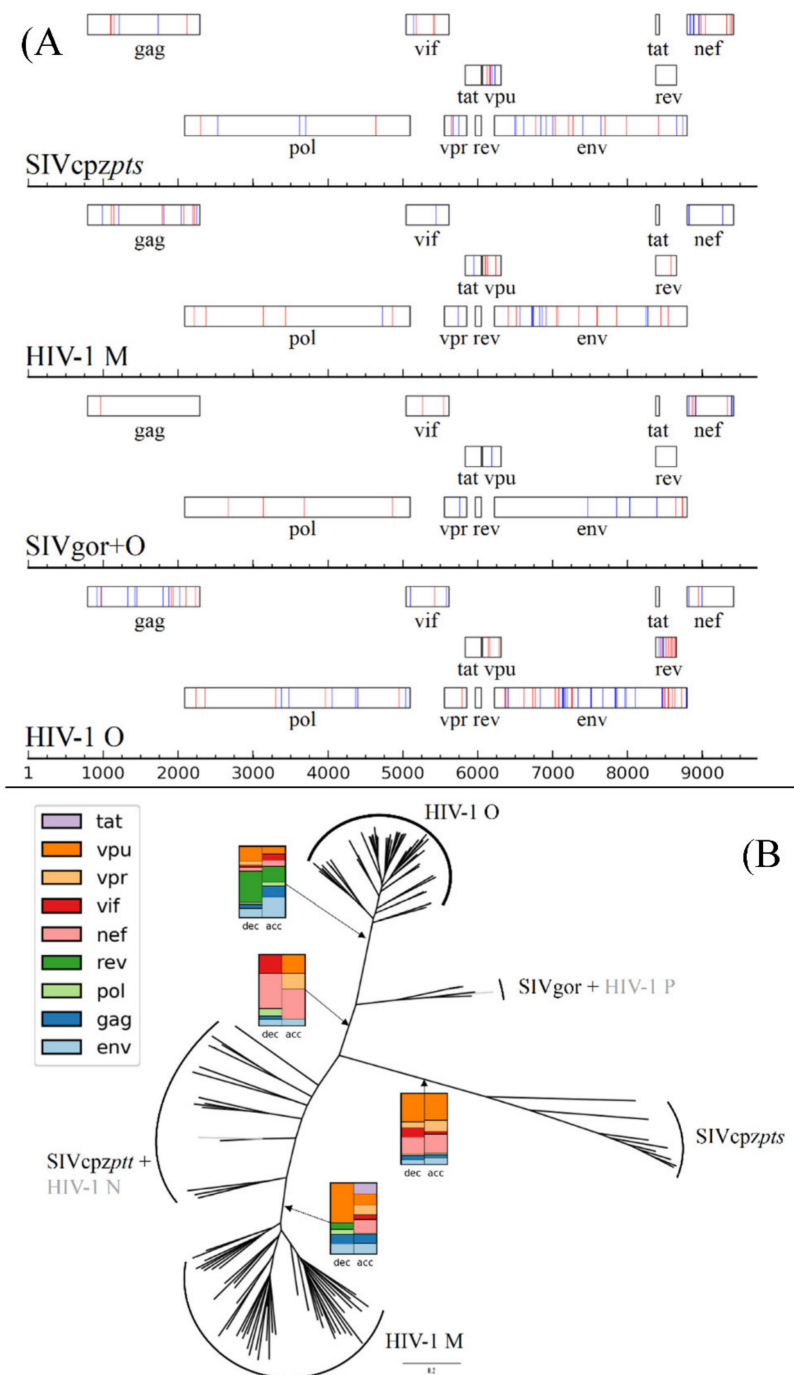 (A
gag
vif
tat
nef
tat vpu
rev
pol
vpr rev
env
SIVcpzpts
gag
vif
tat
nef
tat vpu
rev
pol
vpr rev
env
HIV-1 M
gag
vif
tat
nef
tat vpu
rev
pol
vpr rev
env
SIVgor+O
gag
vif
tat
nef
tat vpu
rev
pol
vpr rev
env
HIV-1 O
1 1000 2000 3000 4000 5000 6000 7000 8000 9000
(B
tat
vpu
vpr
vif
nef
rev
pol
gag
env
HIV-1 O
dec acc
SIVgor + HIV-1 P
dec acc
SIVcpzpts
dec acc
SIVcpzptt +
HIV-1 N
dec acc
HIV-1 M
0.2